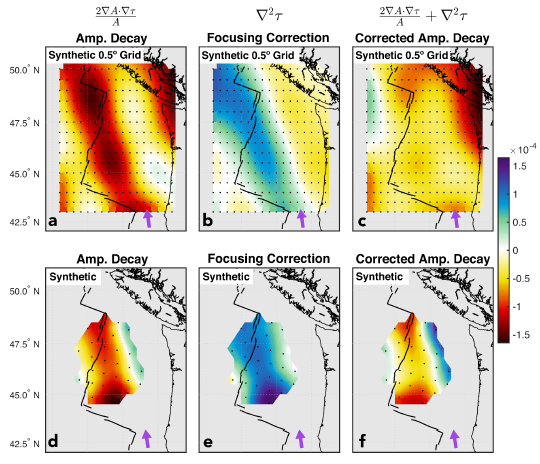 2∇A·∇τ / A
∇²τ
2∇A·∇τ / A + ∇²τ
Amp. Decay
Focusing Correction
Corrected Amp. Decay
Synthetic 0.5° Grid
Synthetic 0.5° Grid
Synthetic 0.5° Grid
50.0° N
47.5° N
45.0° N
42.5° N
a
b
c
×10⁻⁴
1.5
1
0.5
0
-0.5
-1
-1.5
Amp. Decay
Focusing Correction
Corrected Amp. Decay
Synthetic
Synthetic
Synthetic
50.0° N
47.5° N
45.0° N
42.5° N
d
e
f